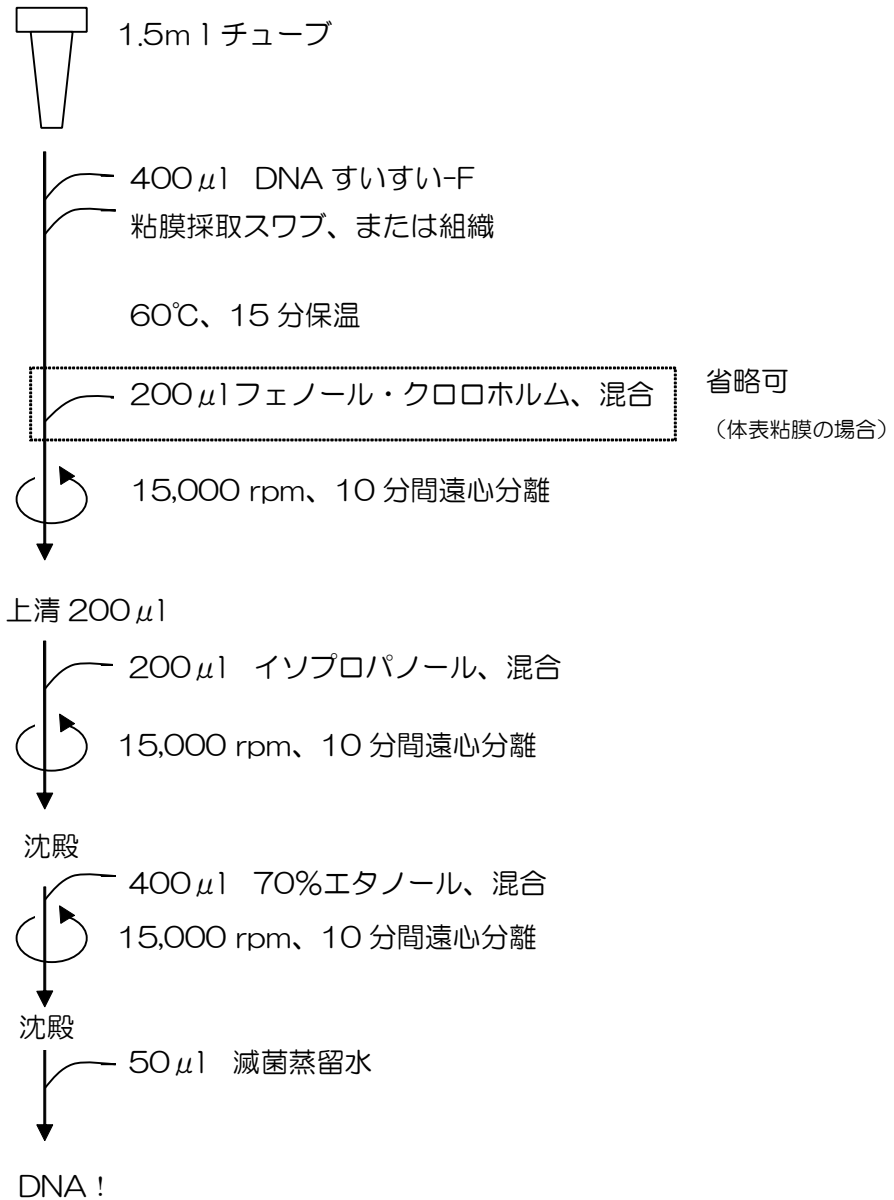 1.5mlチューブ
400μl DNAすいすい-F
粘膜採取スワブ、または組織
60℃、15分保温
200μlフェノール・クロロホルム、混合
省略可
（体表粘膜の場合）
15,000 rpm、10分間遠心分離
上清200μl
200μl イソプロパノール、混合
15,000 rpm、10分間遠心分離
沈殿
400μl 70%エタノール、混合
15,000 rpm、10分間遠心分離
沈殿
50μl 滅菌蒸留水
DNA！